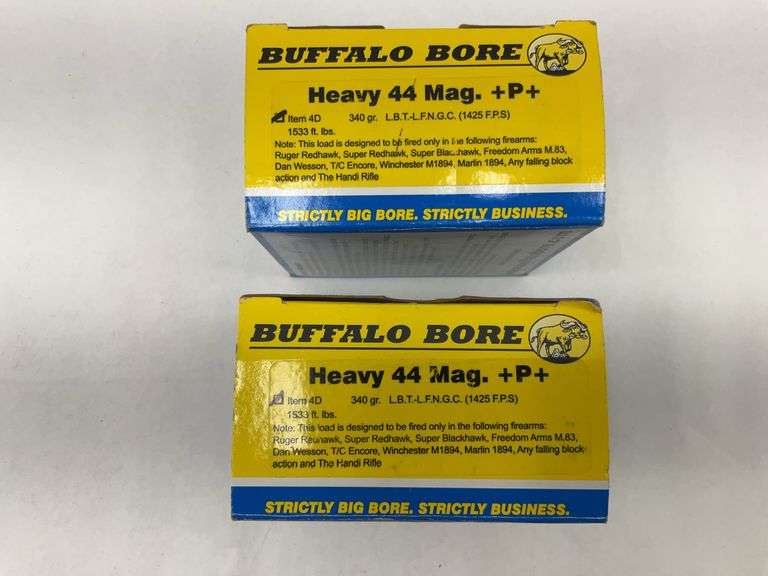 BUFFALO BORE
Heavy 44 Mag. +P+
Item 4D 340 gr. L.B.T.-L.F.N.G.C. (1425 F.P.S)
1533 ft. lbs.
Note: This load is designed to be fired only in the following firearms:
Ruger Redhawk, Super Redhawk, Super Blackhawk, Freedom Arms M.83,
Dan Wesson, T/C Encore, Winchester M1894, Marlin 1894, Any falling block
action and The Handi Rifle
STRICTLY BIG BORE. STRICTLY BUSINESS.
BUFFALO BORE
Heavy 44 Mag. +P+
Item 4D 340 gr. L.B.T.-L.F.N.G.C. (1425 F.P.S)
1533 ft. lbs.
Note: This load is designed to be fired only in the following firearms:
Ruger Redhawk, Super Redhawk, Super Blackhawk, Freedom Arms M.83,
Dan Wesson, T/C Encore, Winchester M1894, Marlin 1894, Any falling block
action and The Handi Rifle
STRICTLY BIG BORE. STRICTLY BUSINESS.